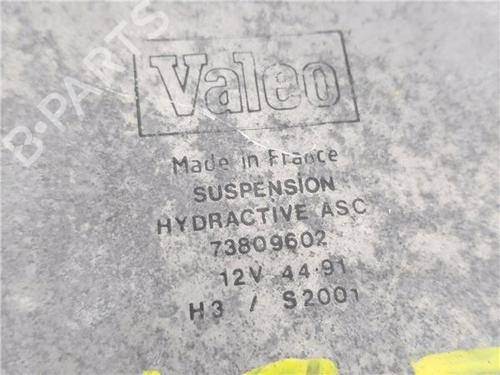 B-PARTS
Valeo
Made in France
SUSPENSION
HYDRACTIVE ASC
73809602
12V 44·91
H3 / S2001